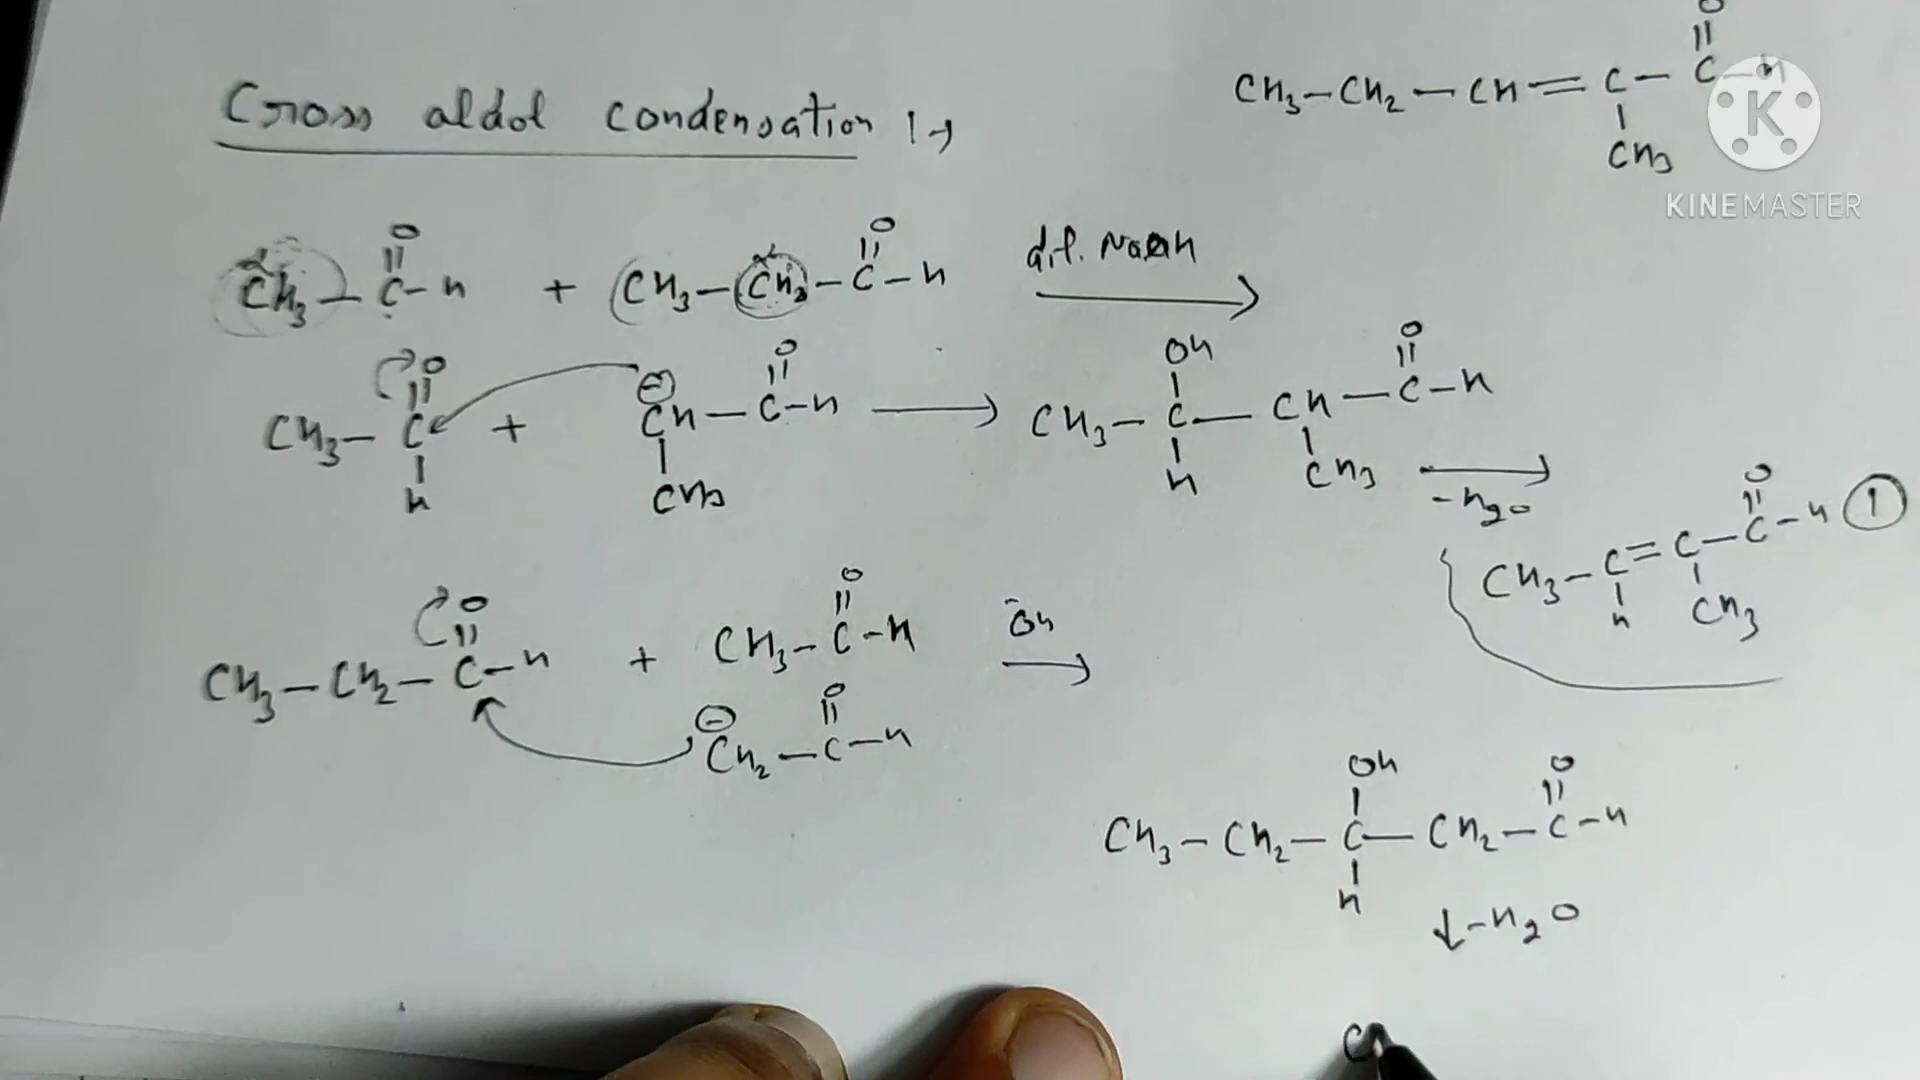 Cross aldol condensation :→
O
||
CH3–CH2–CH=C–C–H
|
CH3
KINEMASTER
O O
|| ||
α α
CH3–C–H + CH3–CH2–C–H dil. NaOH →
O O OH O
|| ⊖ || | ||
CH3–C + CH–C–H → CH3–C–CH–C–H
| | | |
H CH3 H CH3 → -H2O
O
||
CH3–C=C–C–H ①
| |
H CH3
O O
|| ||
CH3–CH2–C–H + CH3–C–H ŌH →
O
⊖ ||
CH2–C–H
OH O
| ||
CH3–CH2–C–CH2–C–H
|
H
↓-H2O
C